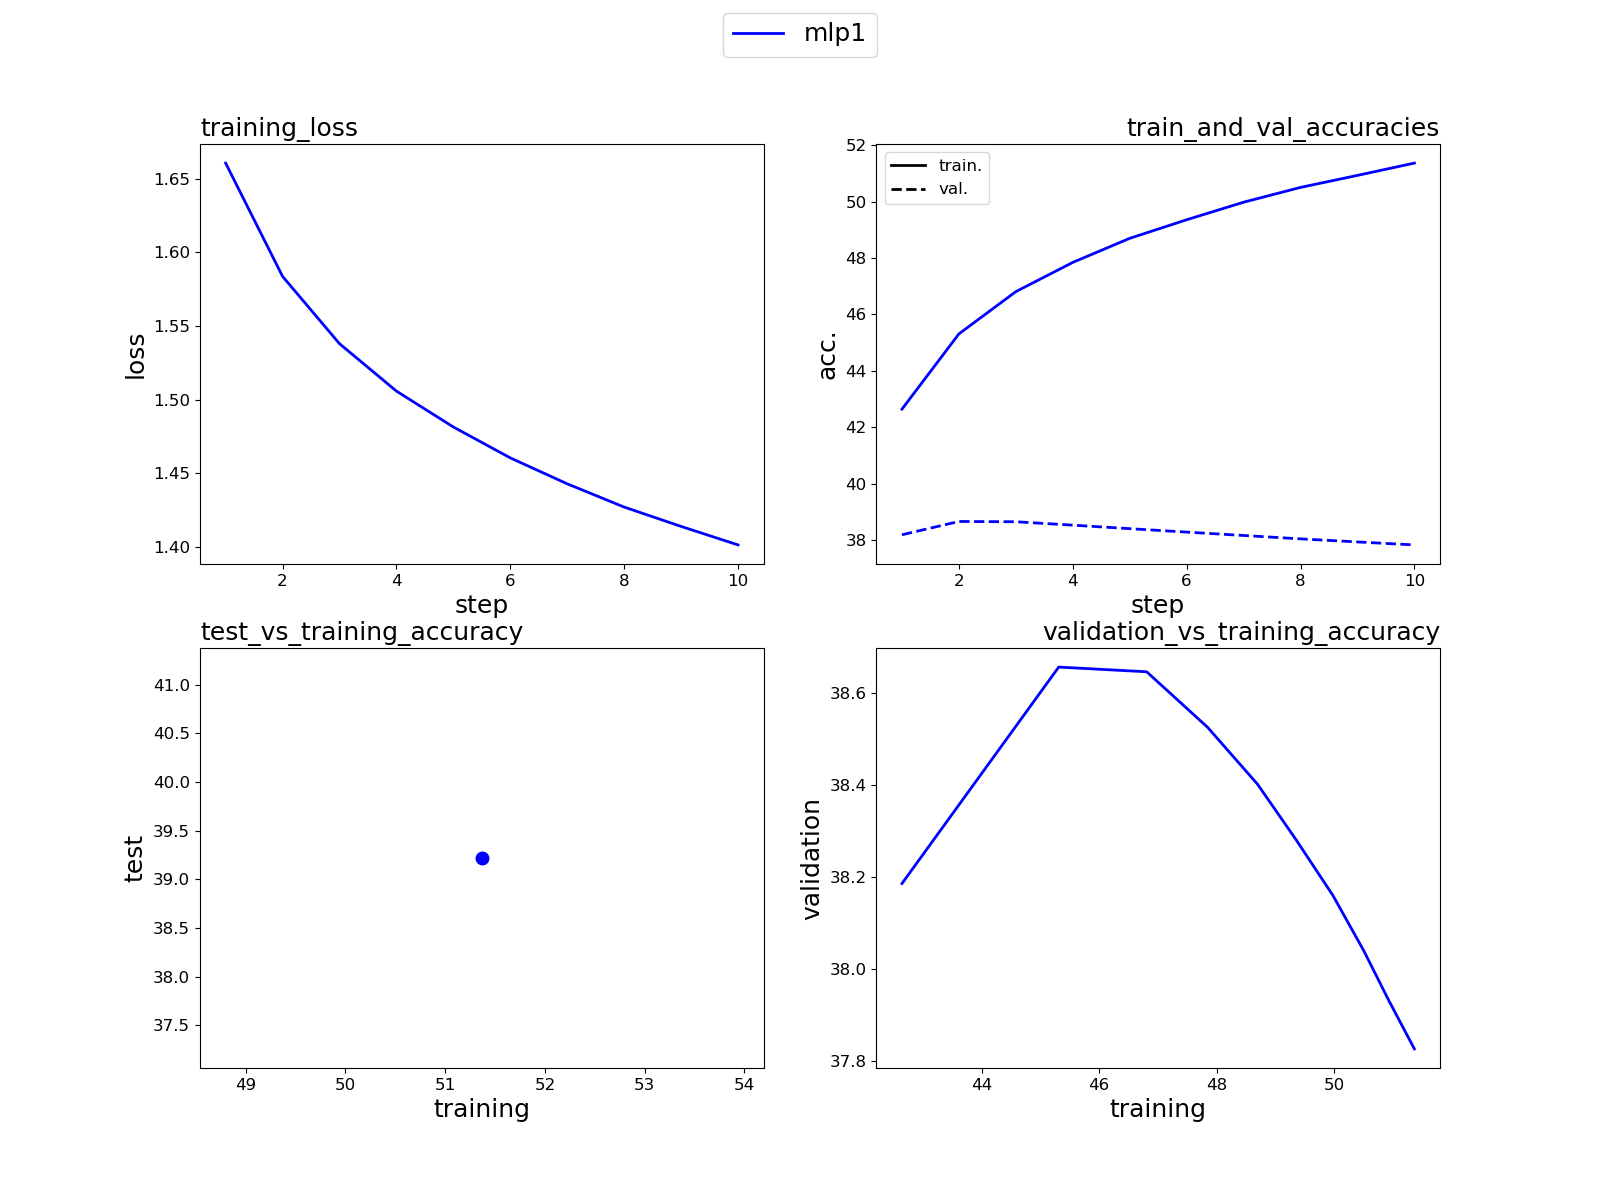 mlp1
training_loss
loss
1.65
1.60
1.55
1.50
1.45
1.40
2 4 6 8 10
step
train_and_val_accuracies
train.
val.
acc.
52
50
48
46
44
42
40
38
2 4 6 8 10
step
test_vs_training_accuracy
test
41.0
40.5
40.0
39.5
39.0
38.5
38.0
37.5
49 50 51 52 53 54
training
validation_vs_training_accuracy
validation
38.6
38.4
38.2
38.0
37.8
44 46 48 50
training